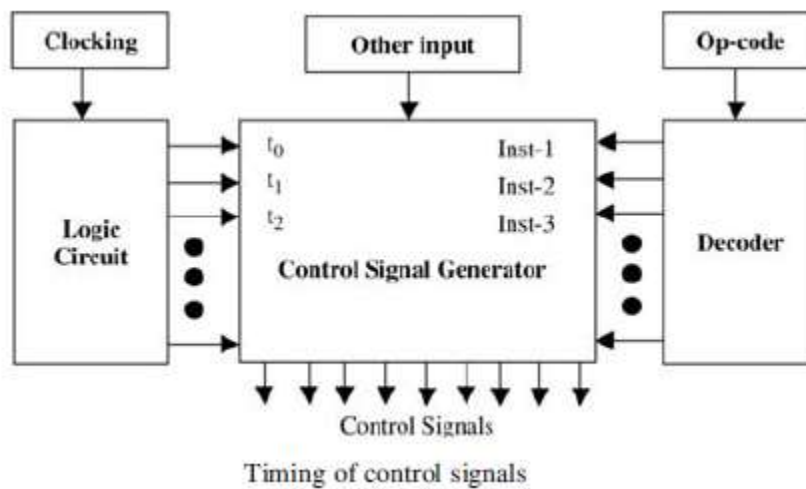 Clocking
Other input
Op-code
t0
t1
t2
Inst-1
Inst-2
Inst-3
Logic
Circuit
Control Signal Generator
Decoder
Control Signals
Timing of control signals